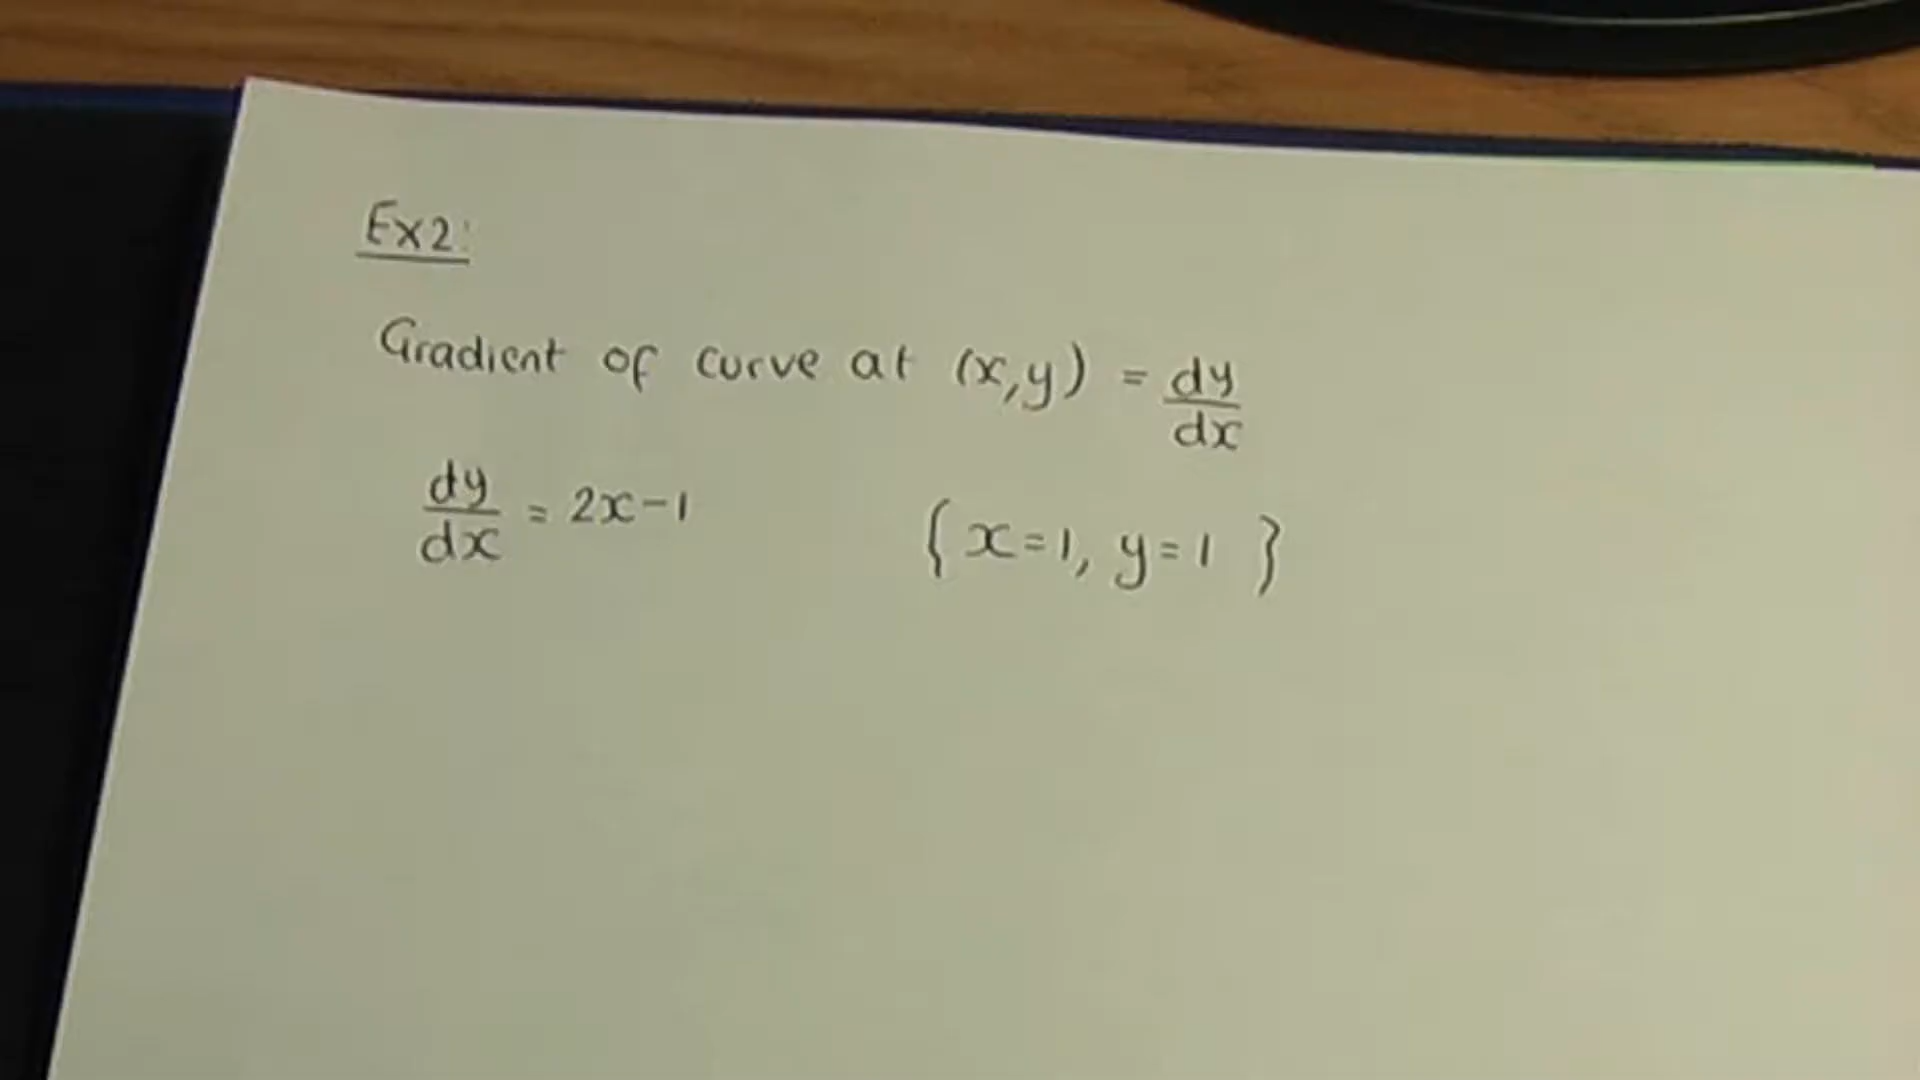 Ex2:
Gradient of curve at (x,y) = dy/dx
dy/dx = 2x-1 {x=1, y=1}